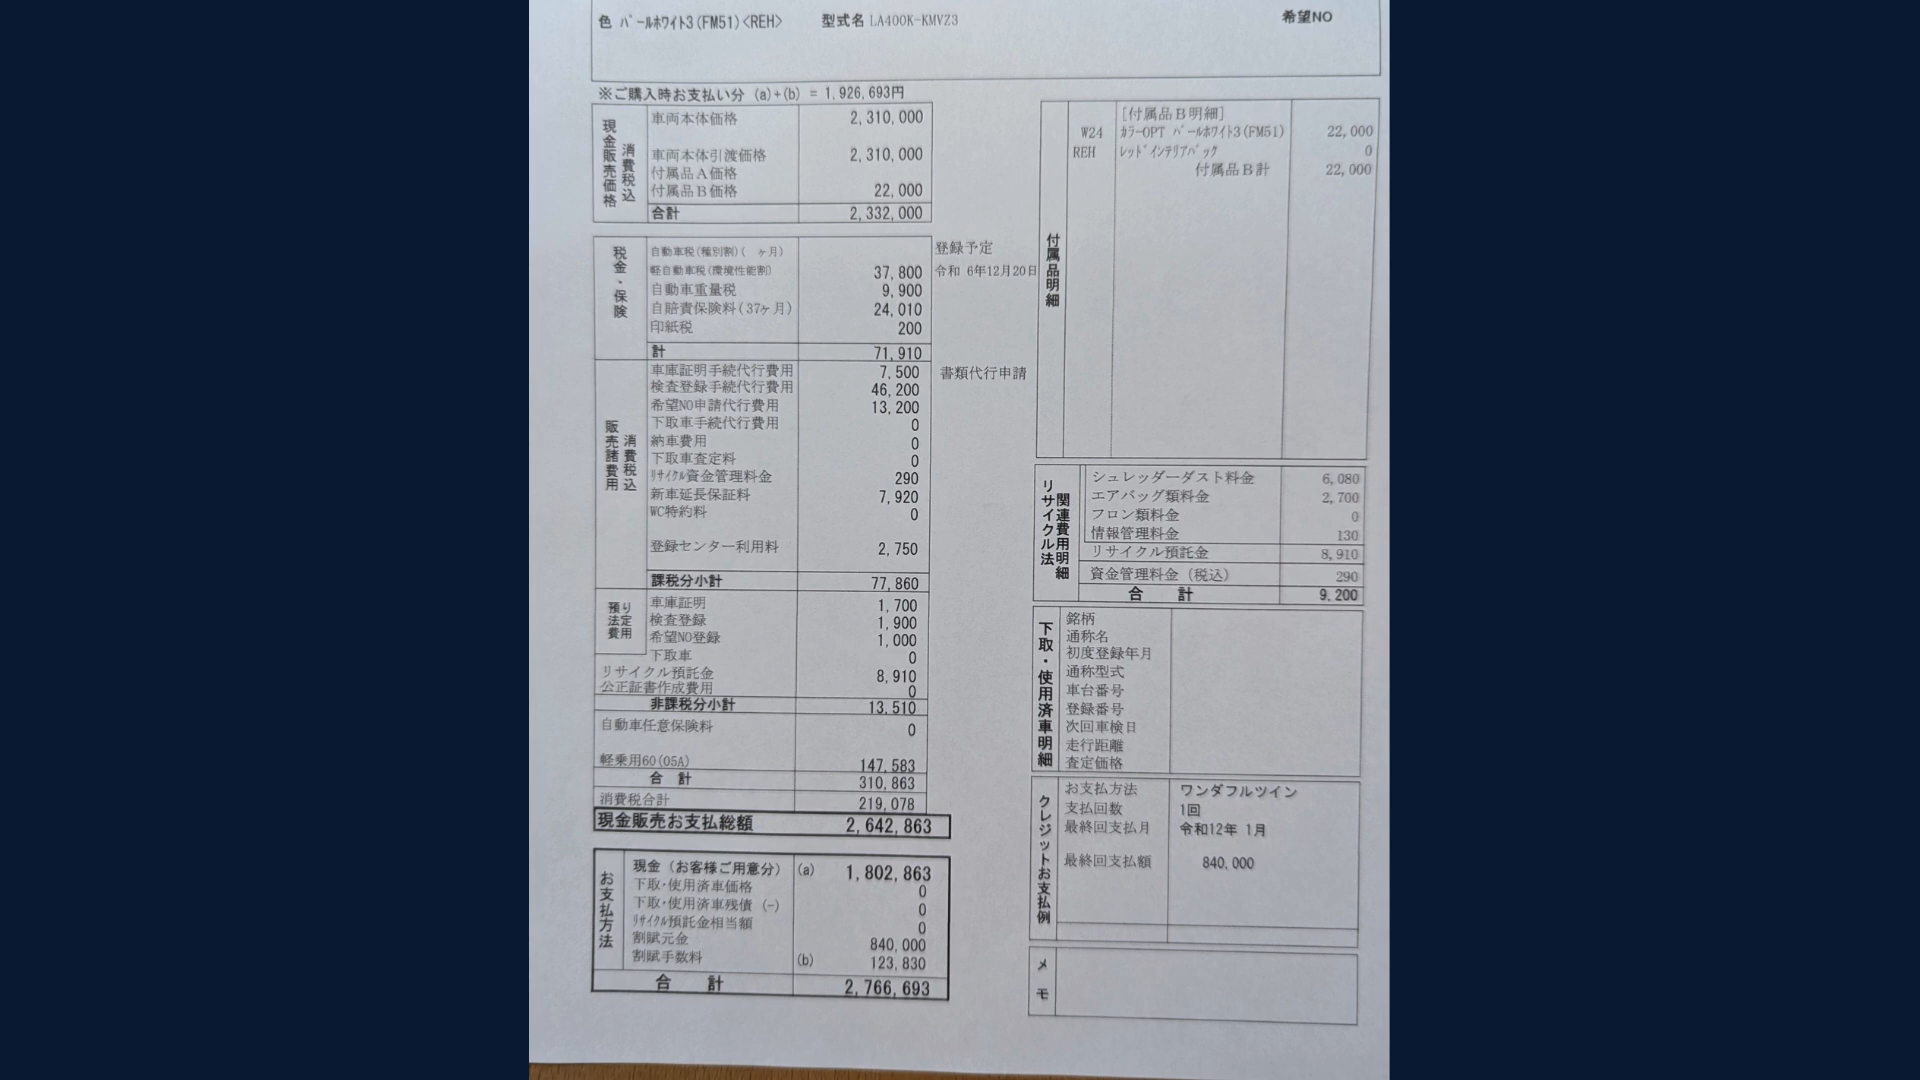 色 パールホワイト3(FM51)<REH> 型式名 LA400K-KMVZ3 希望NO
※ご購入時お支払い分 (a)+(b) = 1,926,693円
現金販売価格 消費税込
車両本体価格 2,310,000
車両本体引渡価格 2,310,000
付属品A価格
付属品B価格 22,000
合計 2,332,000
税金・保険
自動車税(種別割)( ヶ月)
軽自動車税(環境性能割) 37,800
自動車重量税 9,900
自賠責保険料(37ヶ月) 24,010
印紙税 200
計 71,910
登録予定
令和 6年12月20日
販売諸費用 消費税込
車庫証明手続代行費用 7,500
検査登録手続代行費用 46,200
希望NO申請代行費用 13,200
下取車手続代行費用 0
納車費用 0
下取車査定料 0
リサイクル資金管理料金 290
新車延長保証料 7,920
WC特約料 0
登録センター利用料 2,750
課税分小計 77,860
書類代行申請
預り法定費用
車庫証明 1,700
検査登録 1,900
希望NO登録 1,000
下取車 0
リサイクル預託金 8,910
公正証書作成費用 0
非課税分小計 13,510
自動車任意保険料 0
軽乗用60(05A) 147,583
合計 310,863
消費税合計 219,078
現金販売お支払総額 2,642,863
お支払方法
現金(お客様ご用意分) (a) 1,802,863
下取・使用済車価格 0
下取・使用済車残債 (-) 0
リサイクル預託金相当額 0
割賦元金 840,000
割賦手数料 (b) 123,830
合計 2,766,693
付属品明細
[付属品B明細]
W24 カラーOPT パールホワイト3(FM51) 22,000
REH レッドインテリアパック 0
付属品B計 22,000
リサイクル法関連費用明細
シュレッダーダスト料金 6,080
エアバッグ類料金 2,700
フロン類料金 0
情報管理料金 130
リサイクル預託金 8,910
資金管理料金(税込) 290
合計 9,200
下取・使用済車明細
銘柄
通称名
初度登録年月
通称型式
車台番号
登録番号
次回車検日
走行距離
査定価格
クレジットお支払例
お支払方法 ワンダフルツイン
支払回数 1回
最終回支払月 令和12年 1月
最終回支払額 840,000
メモ